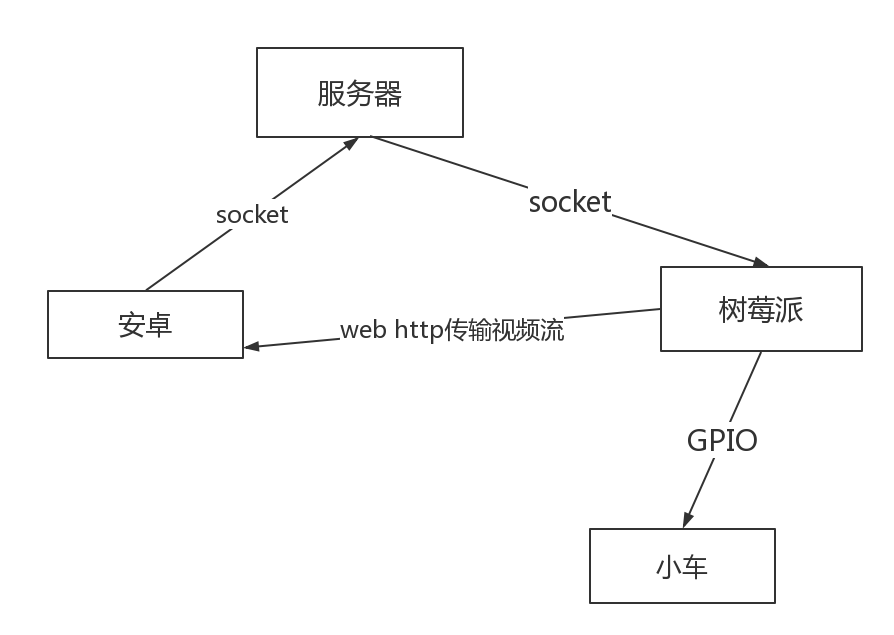 服务器
socket
socket
安卓
web http传输视频流
树莓派
GPIO
小车